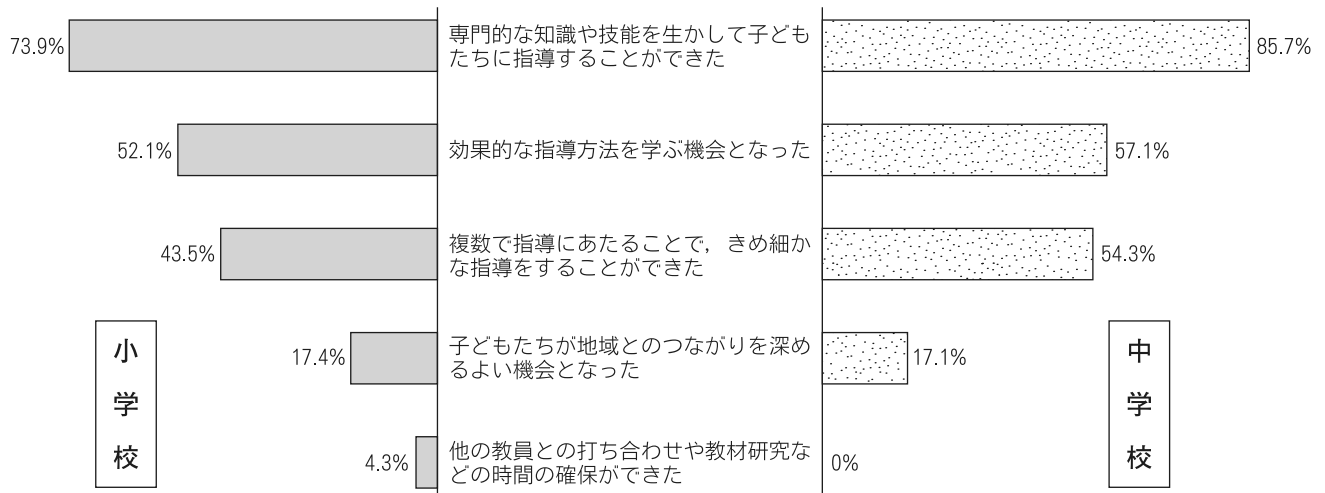 73.9%
専門的な知識や技能を生かして子ども
たちに指導することができた
85.7%
52.1%
効果的な指導方法を学ぶ機会となった
57.1%
43.5%
複数で指導にあたることで，きめ細か
な指導をすることができた
54.3%
17.4%
子どもたちが地域とのつながりを深め
るよい機会となった
17.1%
4.3%
他の教員との打ち合わせや教材研究な
どの時間の確保ができた
0%
小学校
中学校